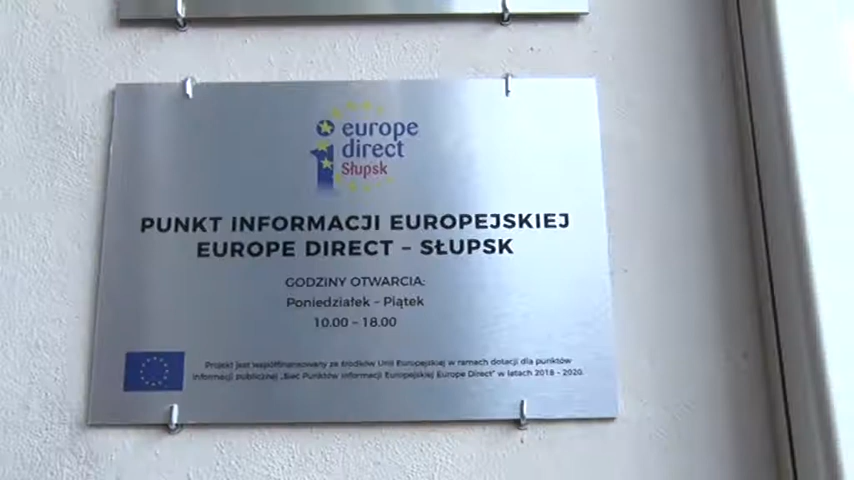 europe
direct
Słupsk
PUNKT INFORMACJI EUROPEJSKIEJ
EUROPE DIRECT – SŁUPSK
GODZINY OTWARCIA:
Poniedziałek – Piątek
10.00 – 18.00
Projekt jest współfinansowany ze środków Unii Europejskiej w ramach dotacji dla punktów
informacji publicznej „Sieć Punktów Informacji Europejskiej Europe Direct" w latach 2018 - 2020.